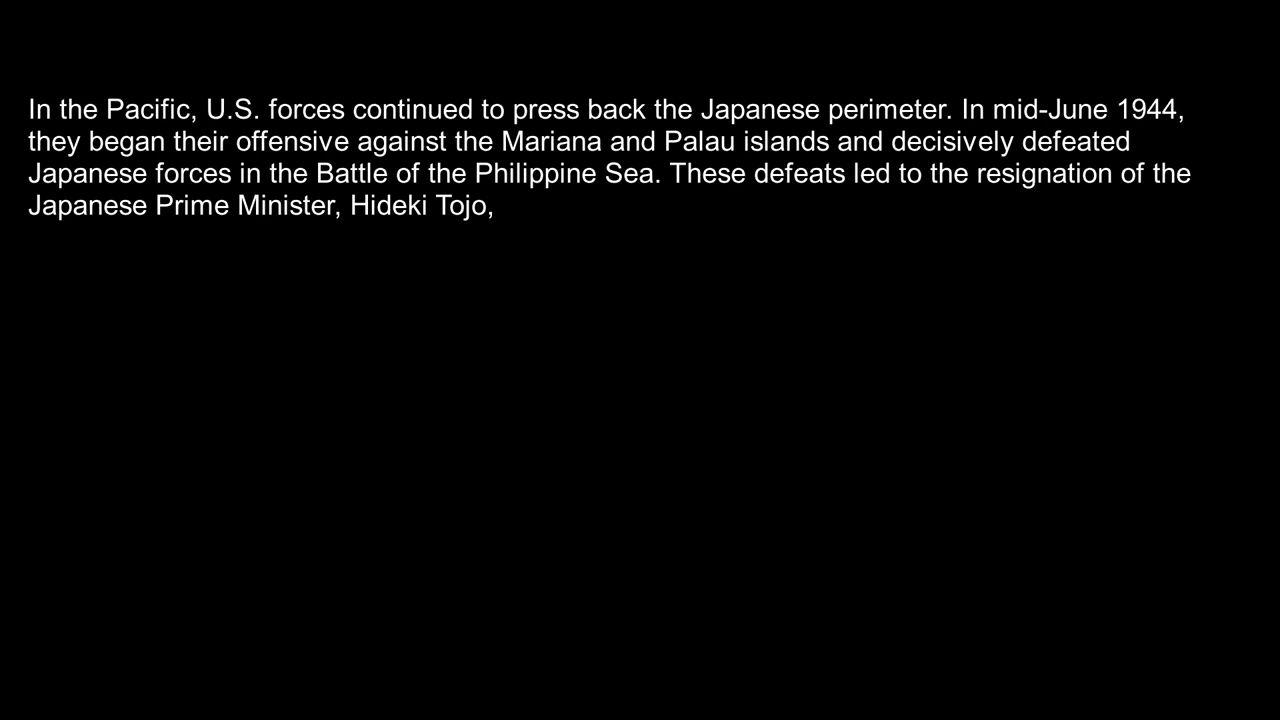 In the Pacific, U.S. forces continued to press back the Japanese perimeter. In mid-June 1944,
they began their offensive against the Mariana and Palau islands and decisively defeated
Japanese forces in the Battle of the Philippine Sea. These defeats led to the resignation of the
Japanese Prime Minister, Hideki Tojo,